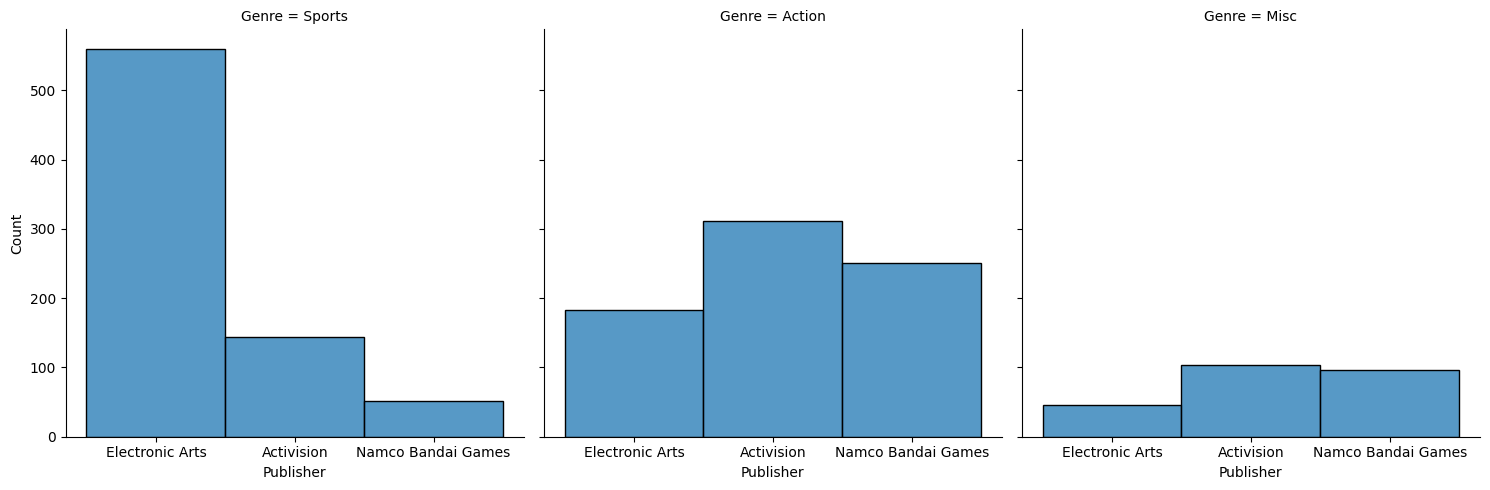 Genre = Sports
Genre = Action
Genre = Misc
Count
500
400
300
200
100
0
Electronic Arts Activision Namco Bandai Games
Publisher
Electronic Arts Activision Namco Bandai Games
Publisher
Electronic Arts Activision Namco Bandai Games
Publisher